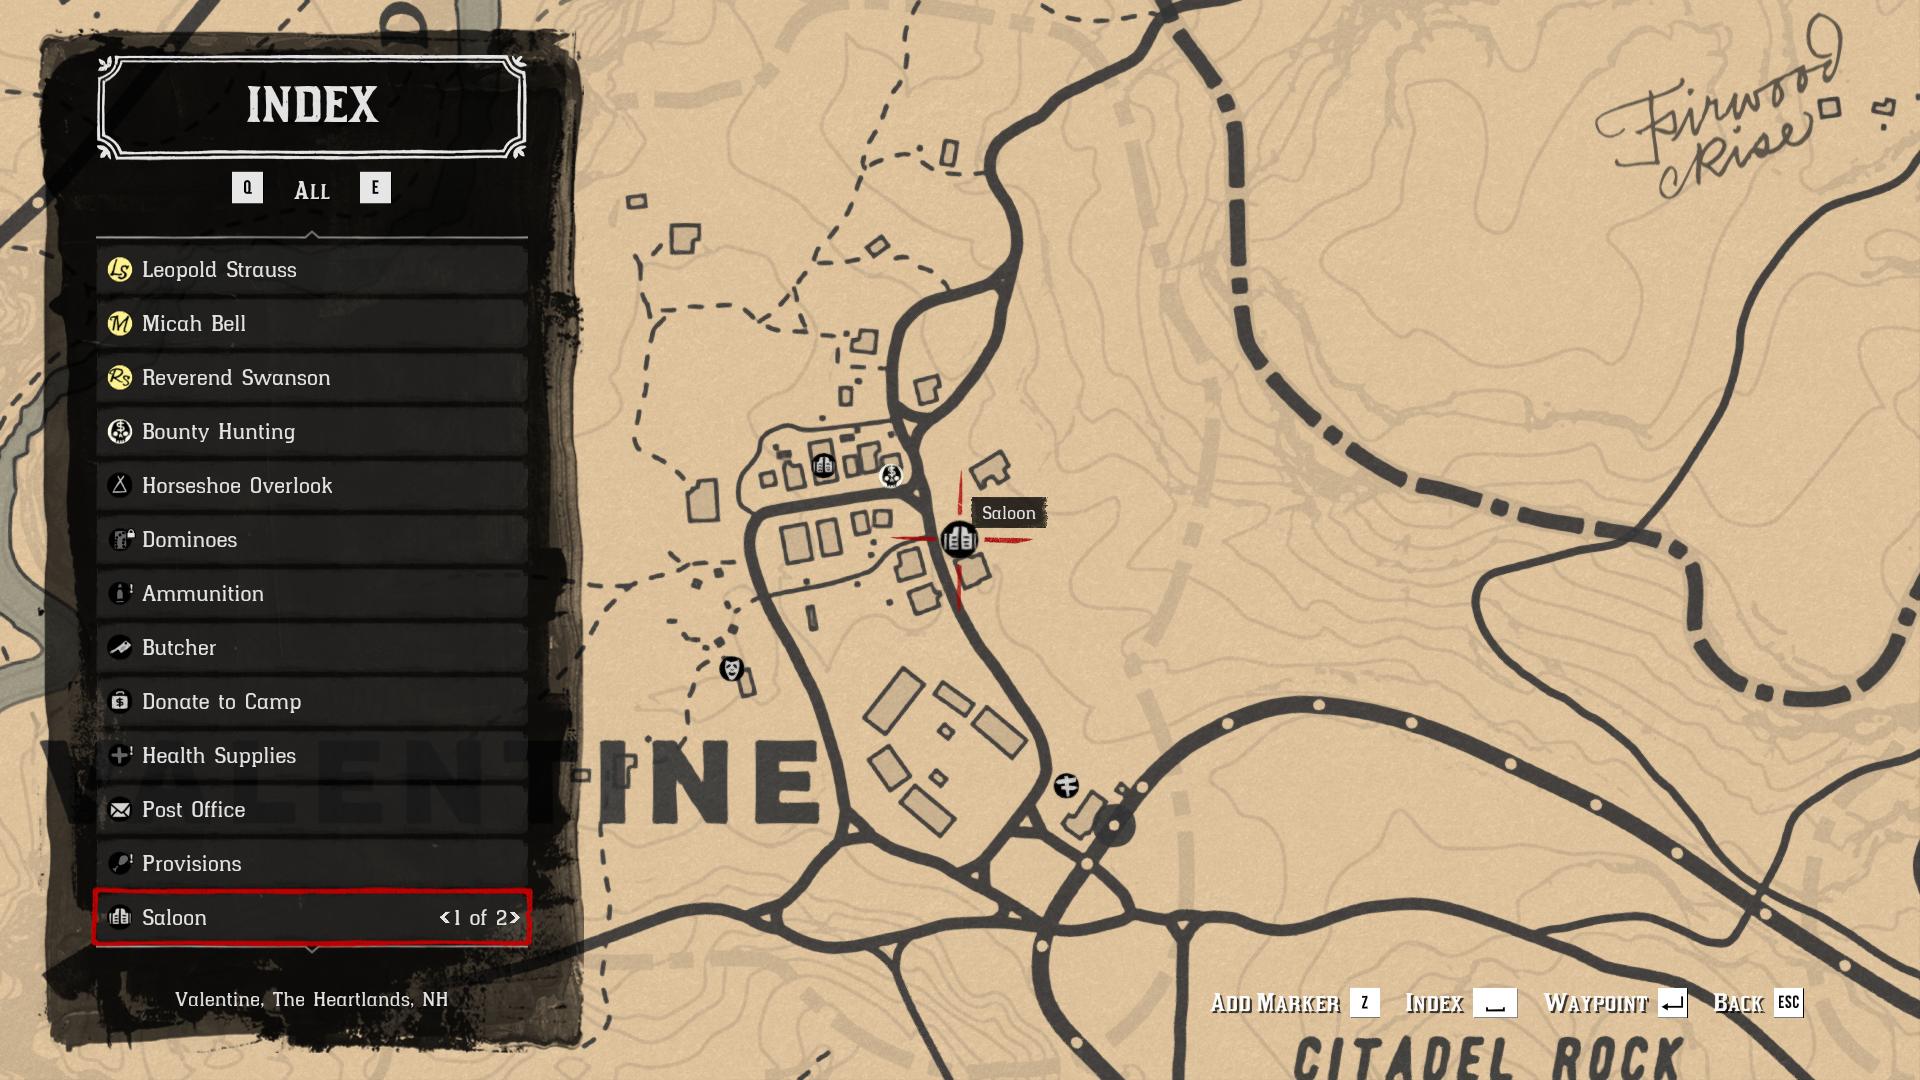 INDEX
Q ALL E
Leopold Strauss
Micah Bell
Reverend Swanson
Bounty Hunting
Horseshoe Overlook
Dominoes
Ammunition
Butcher
Donate to Camp
Health Supplies
Post Office
Provisions
Saloon <1 of 2>
Valentine, The Heartlands, NH
Fairwood
Rise
Saloon
VALENTINE
ADD MARKER Z INDEX WAYPOINT BACK ESC
CITADEL ROCK